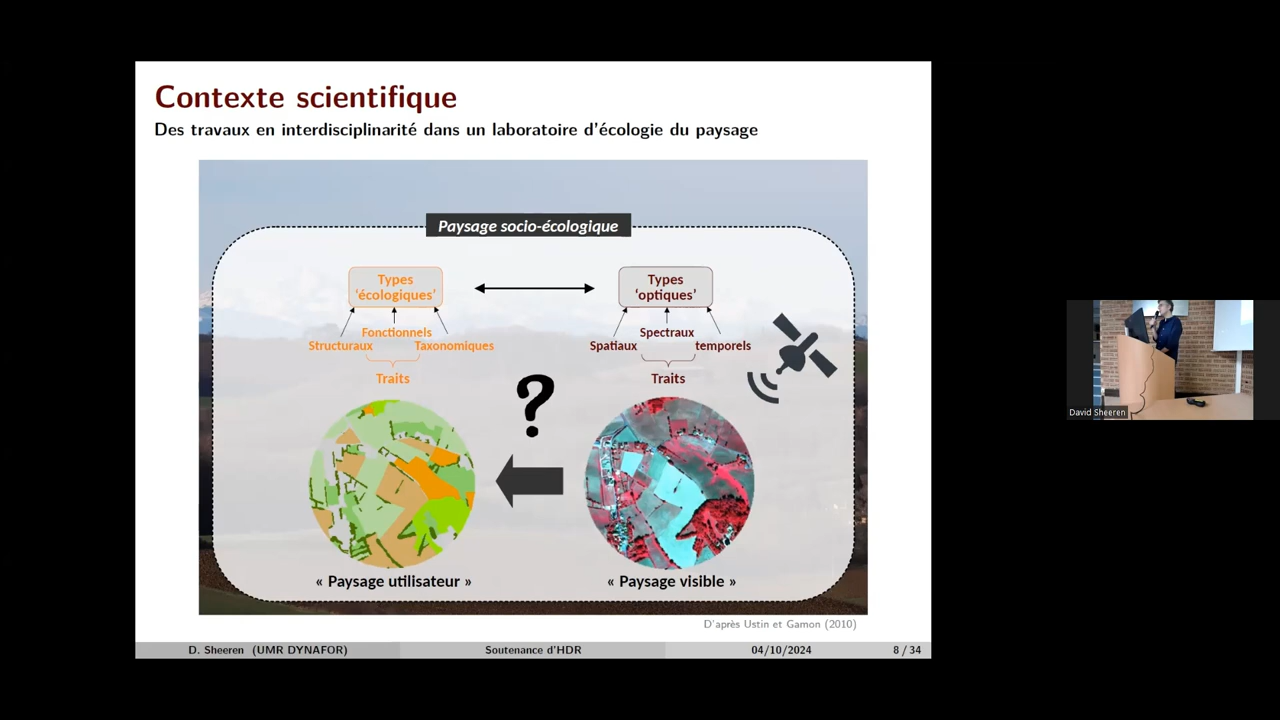 Contexte scientifique
Des travaux en interdisciplinarité dans un laboratoire d'écologie du paysage
Paysage socio-écologique
Types
'écologiques'
Types
'optiques'
Fonctionnels
Structuraux
Taxonomiques
Traits
Spectraux
Spatiaux
temporels
Traits
?
« Paysage utilisateur »
« Paysage visible »
D'après Ustin et Gamon (2010)
D. Sheeren (UMR DYNAFOR)
Soutenance d'HDR
04/10/2024
8 / 34
David Sheeren